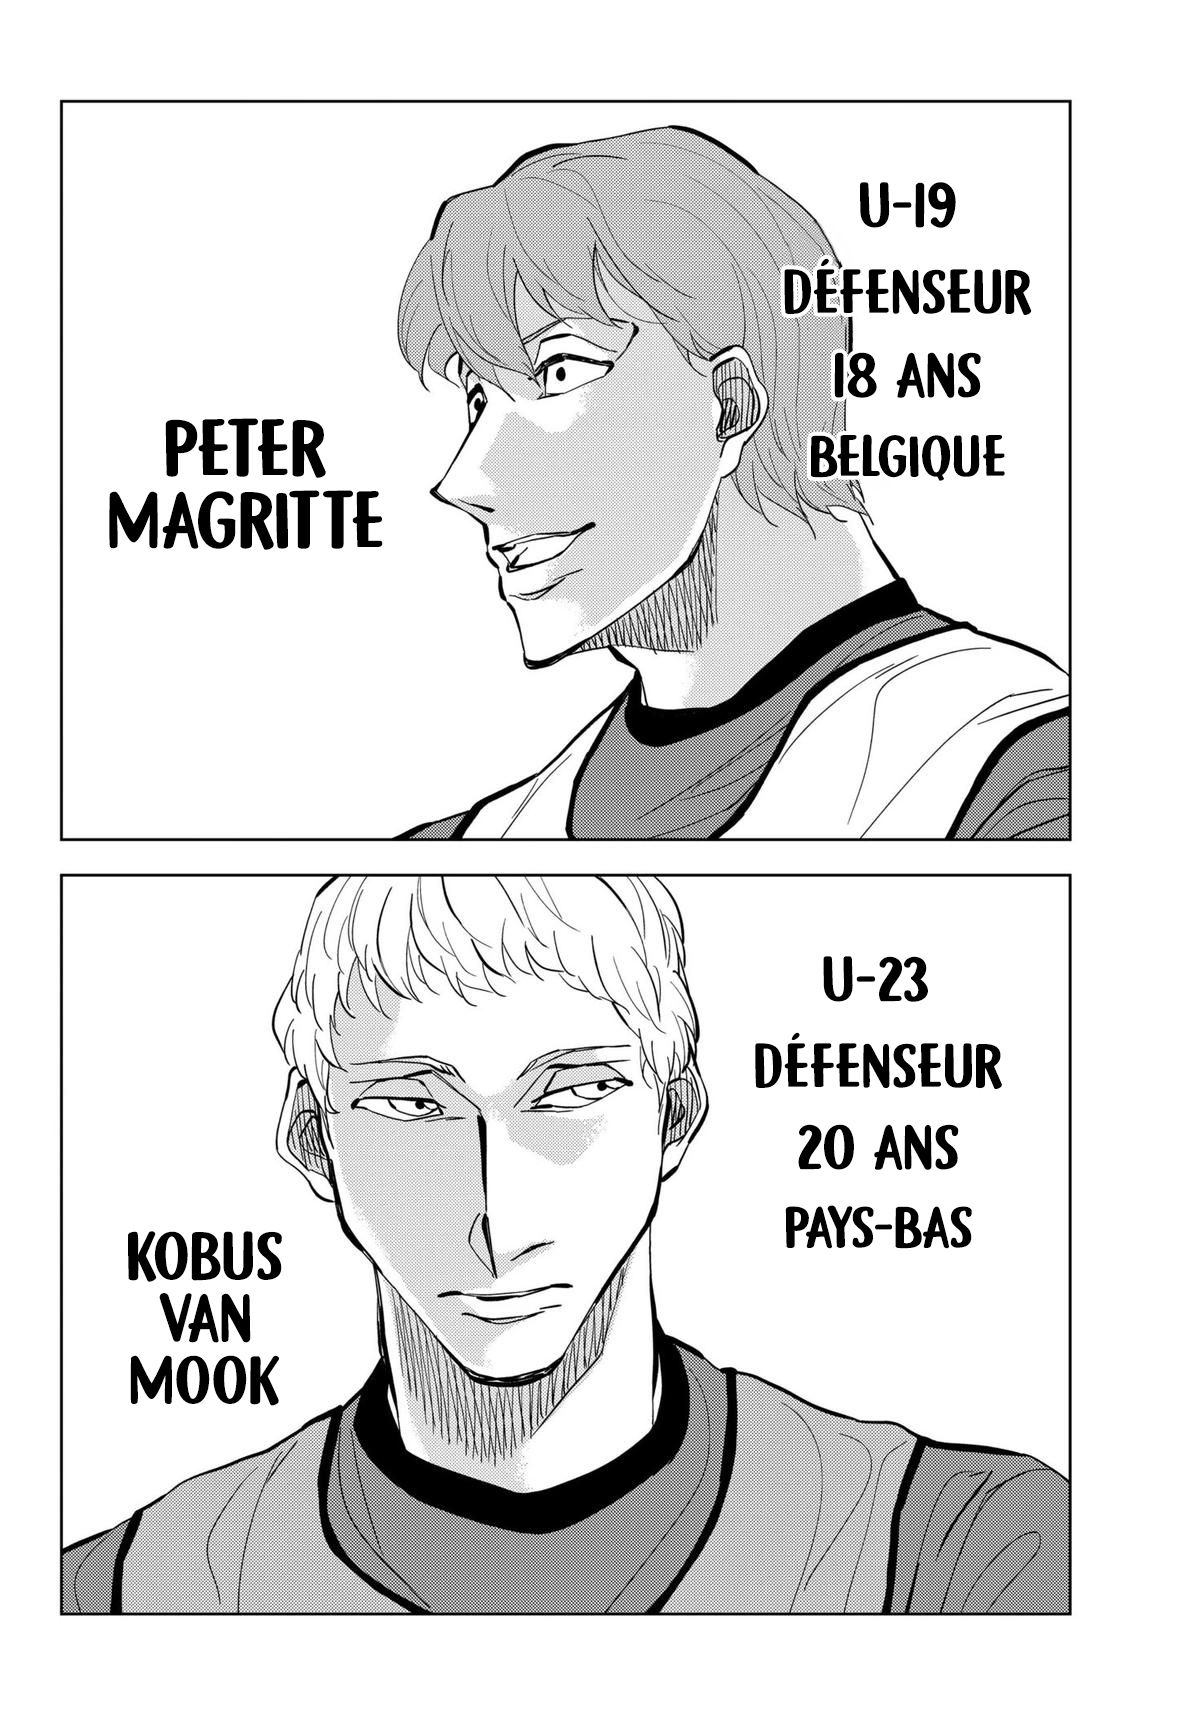 U-19
DÉFENSEUR
18 ANS
BELGIQUE
PETER
MAGRITTE
U-23
DÉFENSEUR
20 ANS
PAYS-BAS
KOBUS
VAN
MOOK